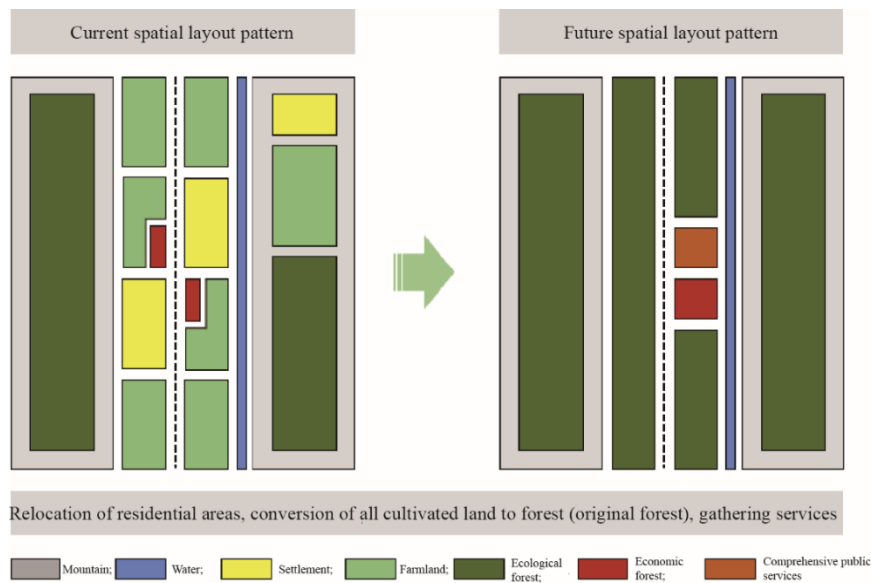 Current spatial layout pattern
Future spatial layout pattern
Relocation of residential areas, conversion of all cultivated land to forest (original forest), gathering services
Mountain;
Water;
Settlement;
Farmland;
Ecological
forest;
Economic
forest;
Comprehensive public
services